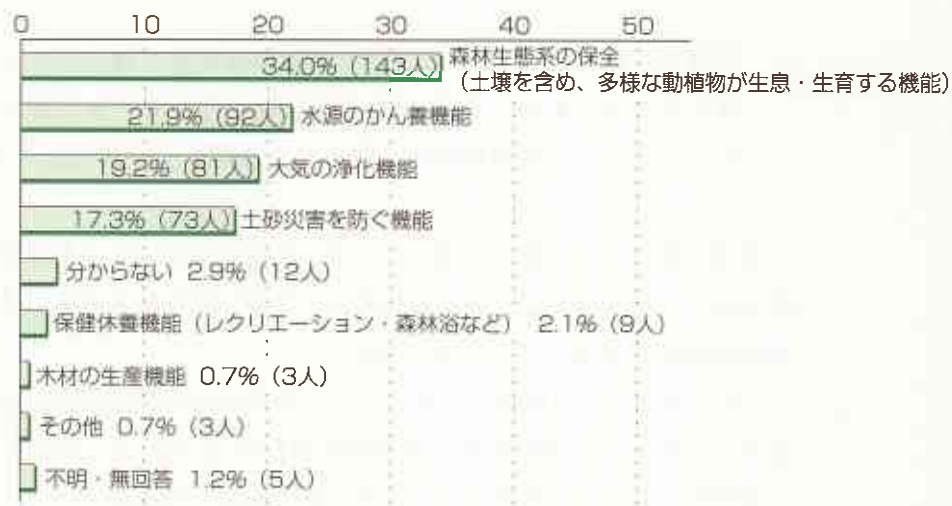 0 10 20 30 40 50
34.0%（143人） 森林生態系の保全
（土壌を含め、多様な動植物が生息・生育する機能）
21.9%（92人） 水源のかん養機能
19.2%（81人） 大気の浄化機能
17.3%（73人） 土砂災害を防ぐ機能
分からない 2.9%（12人）
保健休養機能（レクリエーション・森林浴など） 2.1%（9人）
木材の生産機能 0.7%（3人）
その他 0.7%（3人）
不明・無回答 1.2%（5人）